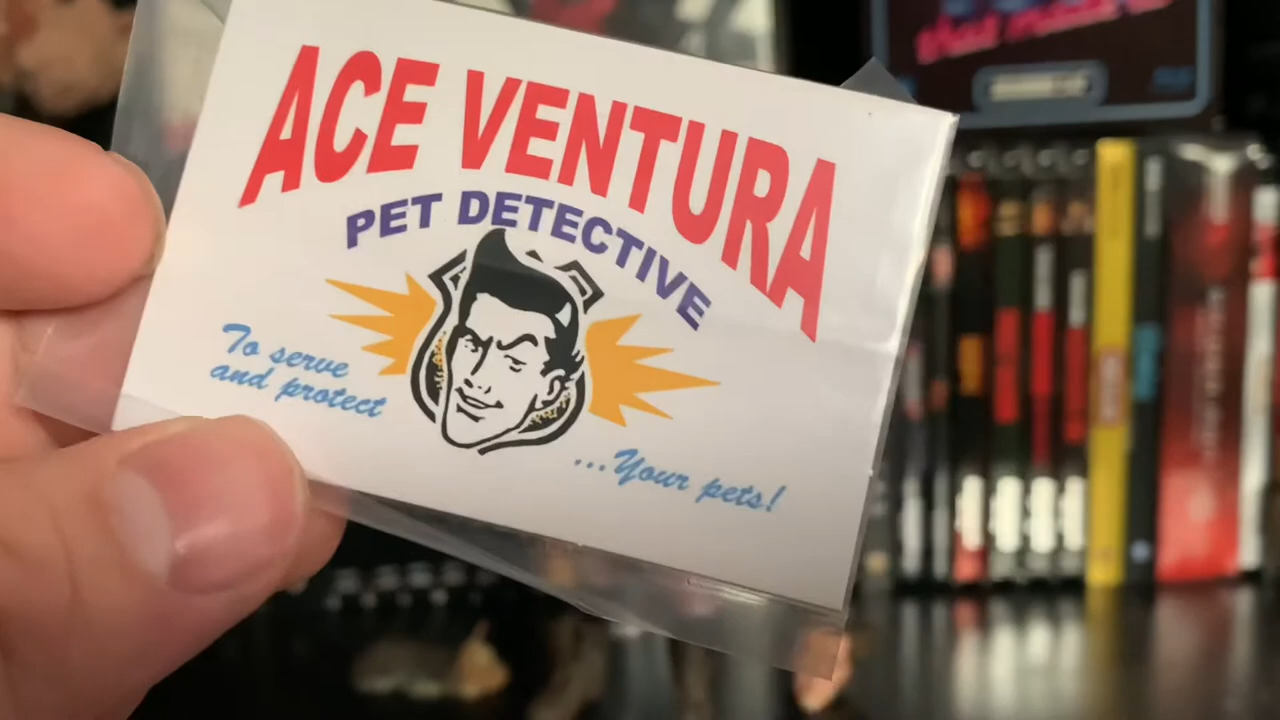 ACE VENTURA
PET DETECTIVE
To serve
and protect
...Your pets!